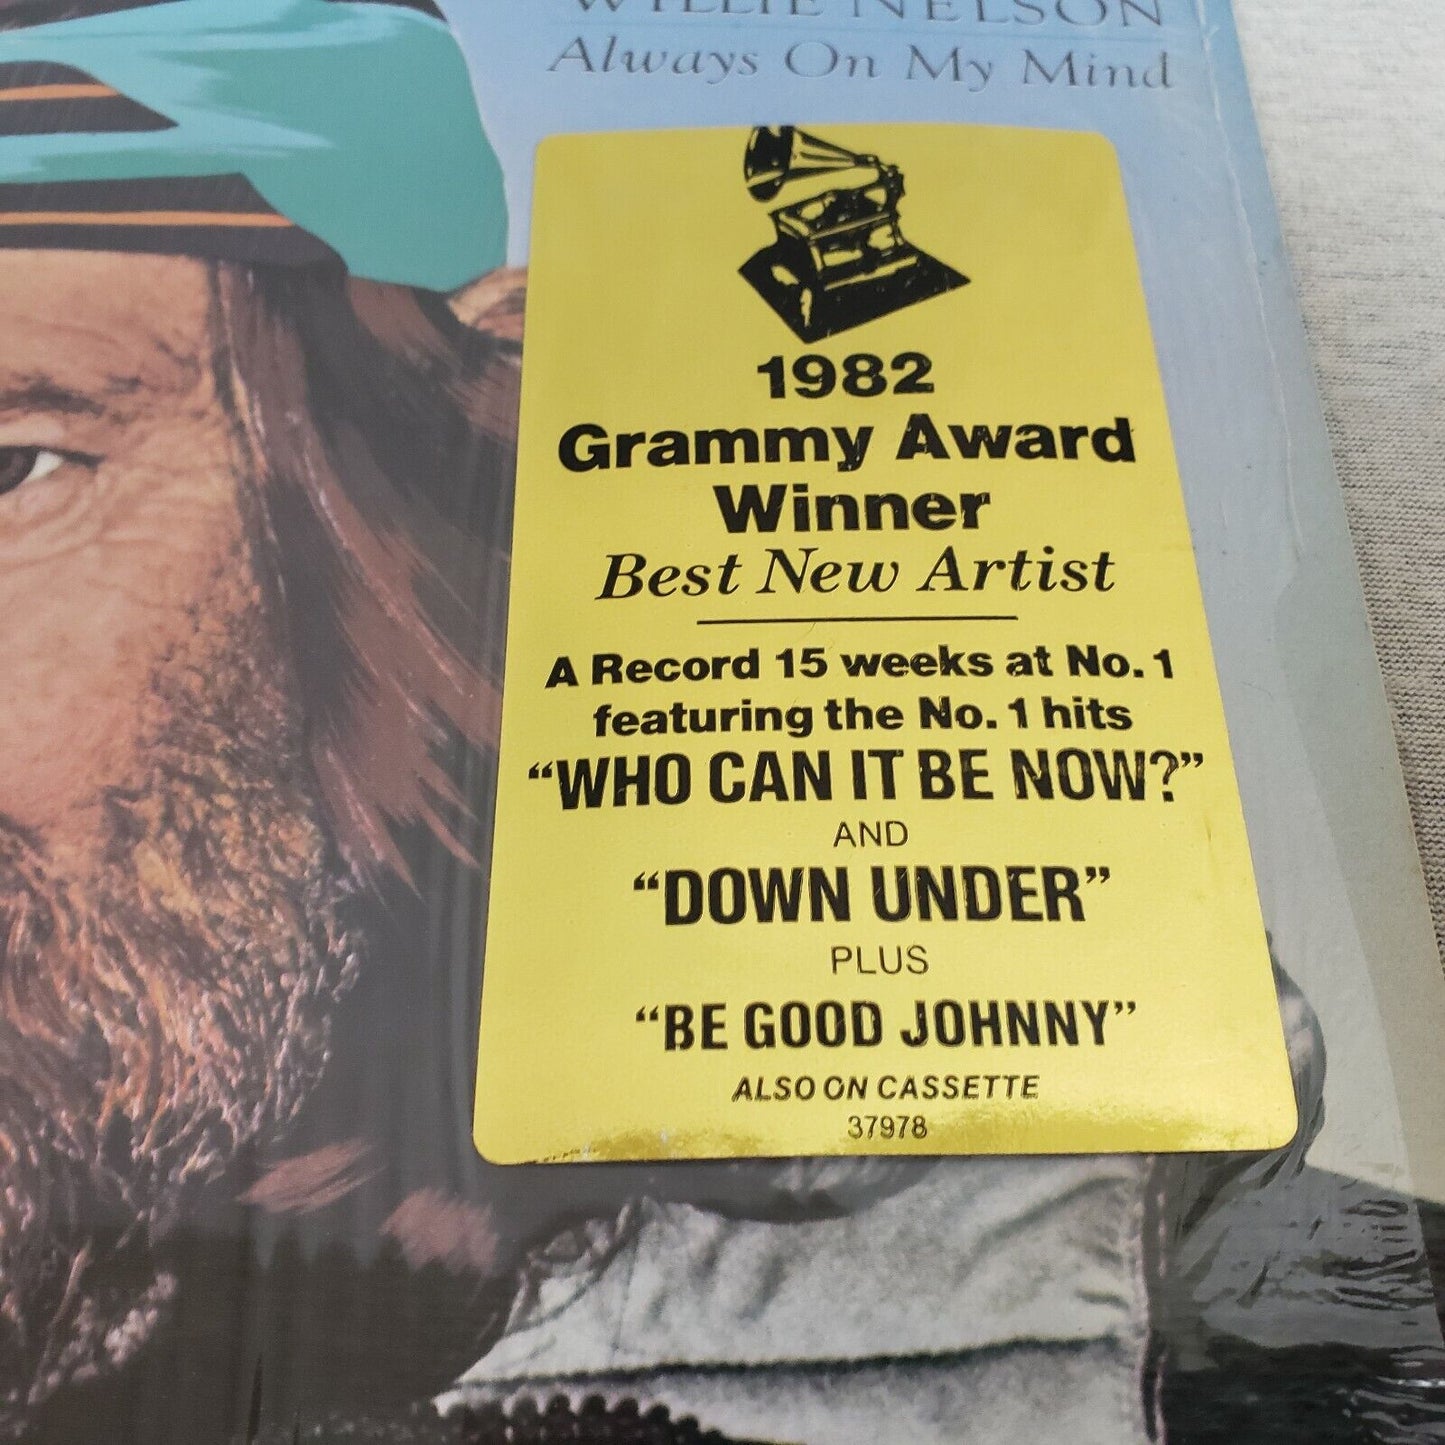 WILLIE NELSON
Always On My Mind
1982
Grammy Award
Winner
Best New Artist
A Record 15 weeks at No. 1
featuring the No. 1 hits
“WHO CAN IT BE NOW?”
AND
“DOWN UNDER”
PLUS
“BE GOOD JOHNNY”
ALSO ON CASSETTE
37978